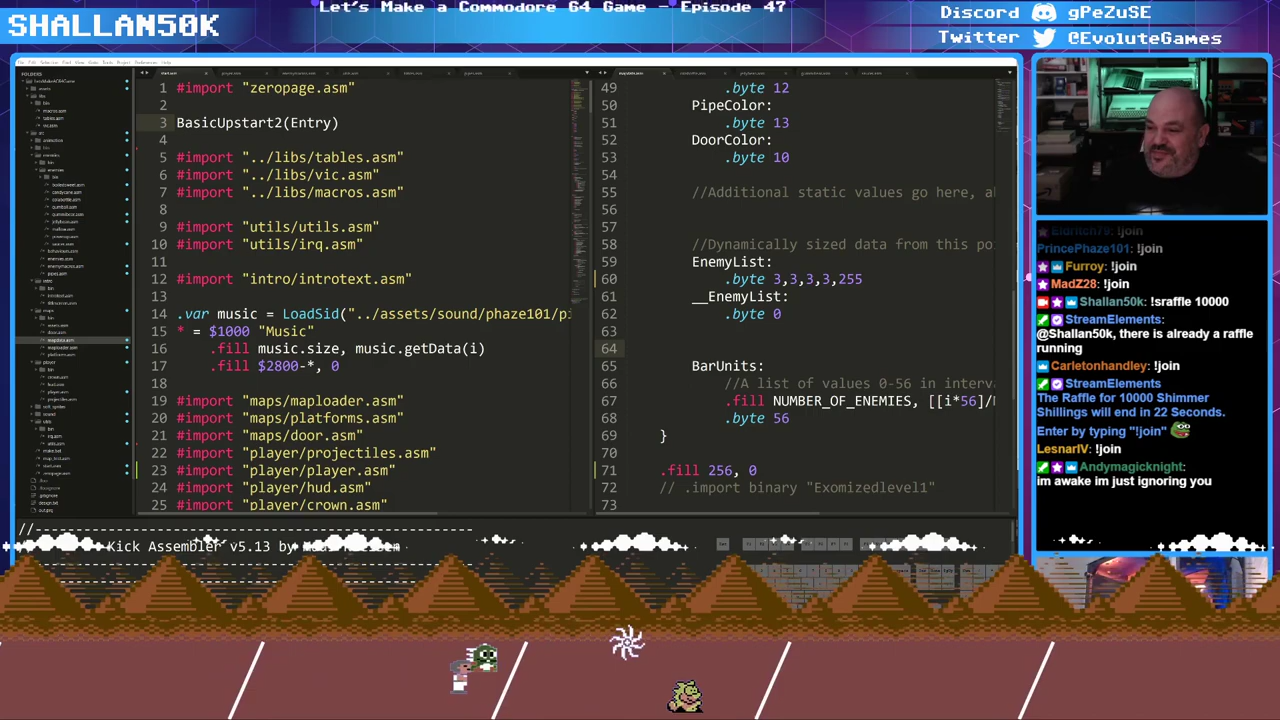 Let's Make a Commodore 64 Game - Episode 47
SHALLAN50K
Discord gPeZuSE
Twitter @EvoluteGames
FOLDERS
1 #import "zeropage.asm"
2
3 BasicUpstart2(Entry)
4
5 #import "../libs/tables.asm"
6 #import "../libs/vic.asm"
7 #import "../libs/macros.asm"
8
9 #import "utils/utils.asm"
10 #import "utils/irq.asm"
11
12 #import "intro/introtext.asm"
13
14 .var music = LoadSid("../assets/sound/phaze101/pi
15 * = $1000 "Music"
16 .fill music.size, music.getData(i)
17 .fill $2800-*, 0
18
19 #import "maps/maploader.asm"
20 #import "maps/platforms.asm"
21 #import "maps/door.asm"
22 #import "player/projectiles.asm"
23 #import "player/player.asm"
24 #import "player/hud.asm"
25 #import "player/crown.asm"
49 .byte 12
50 PipeColor:
51 .byte 13
52 DoorColor:
53 .byte 10
54
55 //Additional static values go here, al
56
57
58 //Dynamically sized data from this poi
59 EnemyList:
60 .byte 3,3,3,3,255
61 __EnemyList:
62 .byte 0
63
64
65 BarUnits:
66 //A list of values 0-56 in interv
67 .fill NUMBER_OF_ENEMIES, [[i*56]/N
68 .byte 56
69 }
70
71 .fill 256, 0
72 // .import binary "Exomizedlevel1"
73
//------------------------------------------------------
Kick Assembler v5.13 by
Eldritch79: !join
PrincePhaze101: !join
Furroy: !join
MadZ28: !join
Shallan50k: !sraffle 10000
StreamElements:
@Shallan50k, there is already a raffle
running
Carletonhandley: !join
StreamElements:
The Raffle for 10000 Shimmer
Shillings will end in 22 Seconds.
Enter by typing "!join"
LesnarIV: !join
Andymagicknight:
im awake im just ignoring you